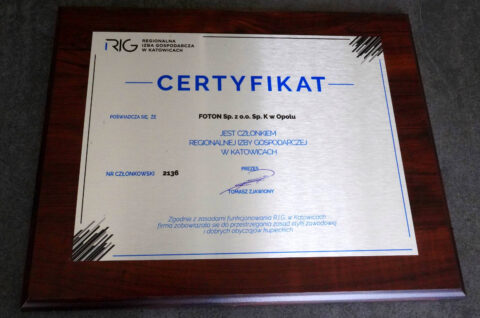 RIG
REGIONALNA
IZBA GOSPODARCZA
W KATOWICACH
CERTYFIKAT
POŚWIADCZA SIĘ, ŻE
FOTON Sp. z o.o. Sp. K w Opolu
JEST CZŁONKIEM
REGIONALNEJ IZBY GOSPODARCZEJ
W KATOWICACH
NR CZŁONKOWSKI 2136
PREZES
TOMASZ ZJAWIONY
Zgodnie z zasadami funkcjonowania R.I.G. w Katowicach
firma zobowiązała się do przestrzegania zasad etyki zawodowej
i dobrych obyczajów kupieckich